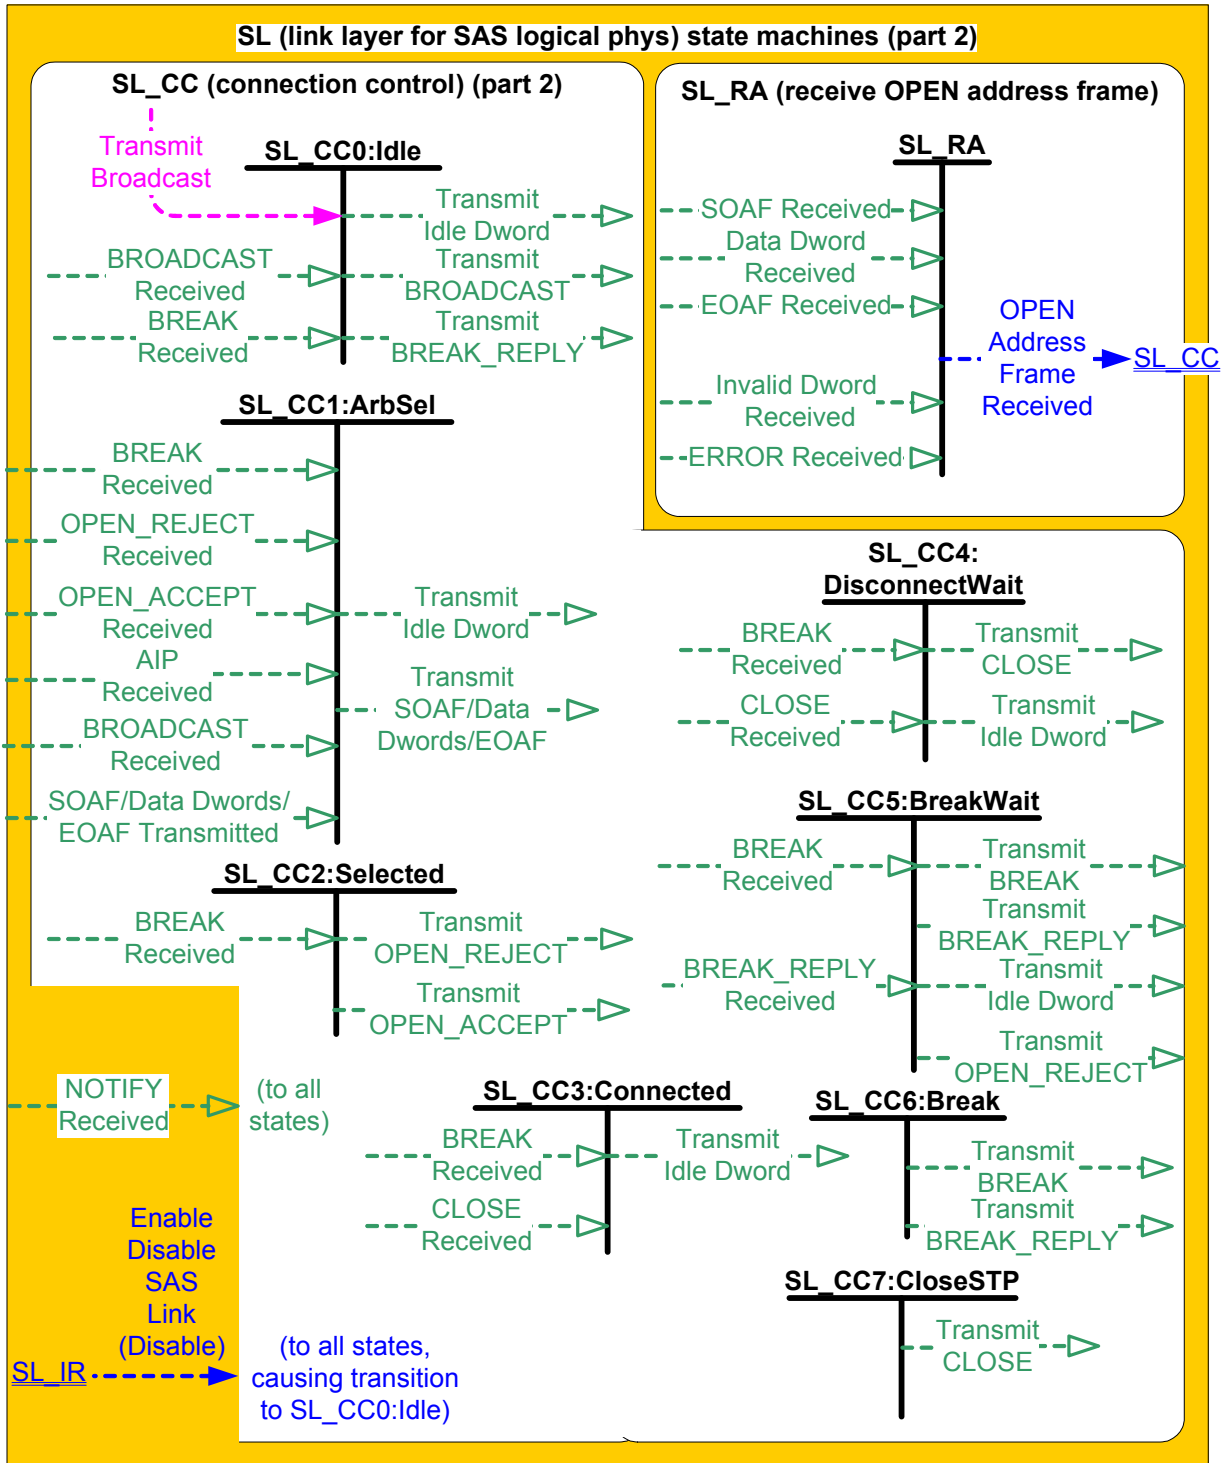 SL (link layer for SAS logical phys) state machines (part 2)
SL_CC (connection control) (part 2)
Transmit
Broadcast
SL_CC0:Idle
Transmit
Idle Dword
BROADCAST
Received
Transmit
BROADCAST
BREAK
Received
Transmit
BREAK_REPLY
SL_CC1:ArbSel
BREAK
Received
OPEN_REJECT
Received
OPEN_ACCEPT
Received
Transmit
Idle Dword
AIP
Received
Transmit
SOAF/Data
Dwords/EOAF
BROADCAST
Received
SOAF/Data Dwords/
EOAF Transmitted
SL_CC2:Selected
BREAK
Received
Transmit
OPEN_REJECT
Transmit
OPEN_ACCEPT
NOTIFY
Received
(to all
states)
Enable
Disable
SAS
Link
(Disable)
SL_IR
(to all states,
causing transition
to SL_CC0:Idle)
SL_CC3:Connected
BREAK
Received
Transmit
Idle Dword
CLOSE
Received
SL_RA (receive OPEN address frame)
SL_RA
SOAF Received
Data Dword
Received
EOAF Received
OPEN
Address
Frame
Received
SL_CC
Invalid Dword
Received
ERROR Received
SL_CC4:
DisconnectWait
BREAK
Received
Transmit
CLOSE
CLOSE
Received
Transmit
Idle Dword
SL_CC5:BreakWait
BREAK
Received
Transmit
BREAK
Transmit
BREAK_REPLY
BREAK_REPLY
Received
Transmit
Idle Dword
Transmit
OPEN_REJECT
SL_CC6:Break
Transmit
BREAK
Transmit
BREAK_REPLY
SL_CC7:CloseSTP
Transmit
CLOSE